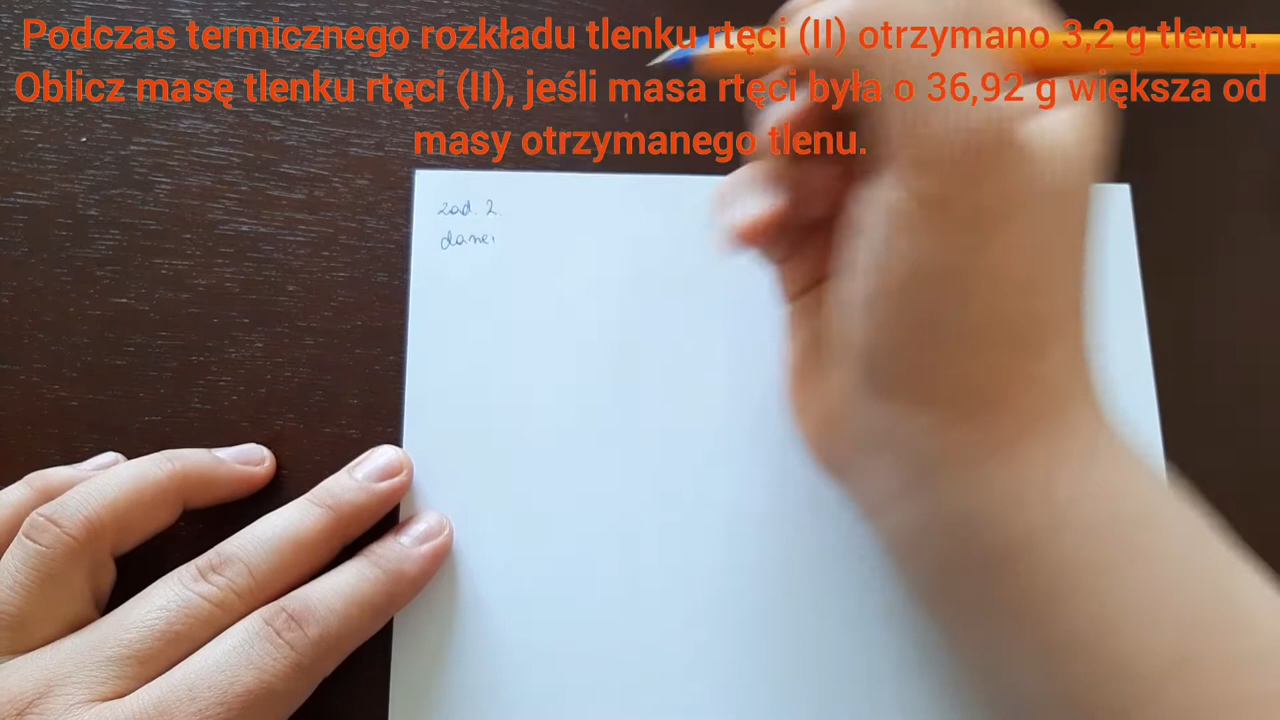 Podczas termicznego rozkładu tlenku rtęci (II) otrzymano 3,2 g tlenu.
Oblicz masę tlenku rtęci (II), jeśli masa rtęci była o 36,92 g większa od
masy otrzymanego tlenu.
zad. 2.
dane: